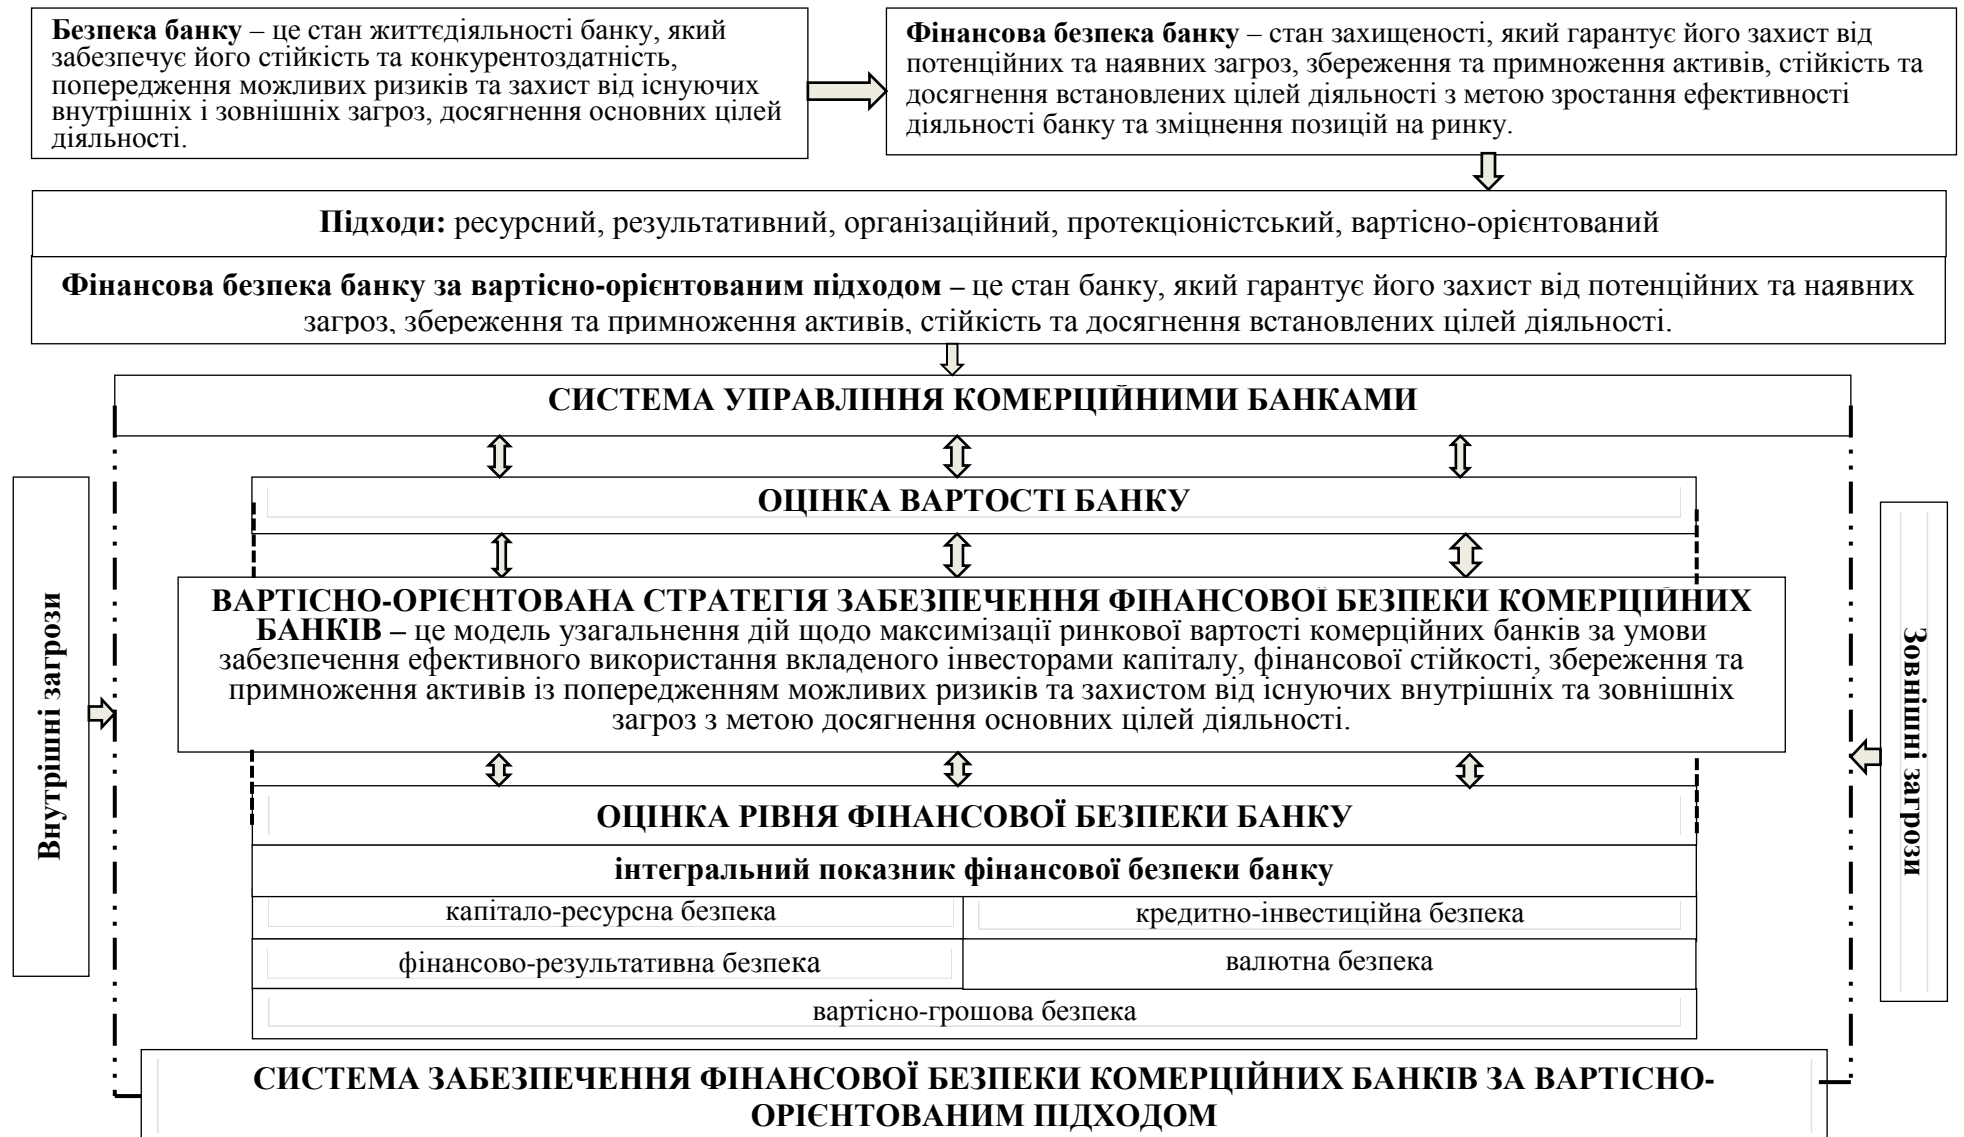 Безпека банку – це стан життєдіяльності банку, який
забезпечує його стійкість та конкурентоздатність,
попередження можливих ризиків та захист від існуючих
внутрішніх і зовнішніх загроз, досягнення основних цілей
діяльності.
Фінансова безпека банку – стан захищеності, який гарантує його захист від
потенційних та наявних загроз, збереження та примноження активів, стійкість та
досягнення встановлених цілей діяльності з метою зростання ефективності
діяльності банку та зміцнення позицій на ринку.
Підходи: ресурсний, результативний, організаційний, протекціоністський, вартісно-орієнтований
Фінансова безпека банку за вартісно-орієнтованим підходом – це стан банку, який гарантує його захист від потенційних та наявних
загроз, збереження та примноження активів, стійкість та досягнення встановлених цілей діяльності.
СИСТЕМА УПРАВЛІННЯ КОМЕРЦІЙНИМИ БАНКАМИ
Внутрішні загрози
ОЦІНКА ВАРТОСТІ БАНКУ
ВАРТІСНО-ОРІЄНТОВАНА СТРАТЕГІЯ ЗАБЕЗПЕЧЕННЯ ФІНАНСОВОЇ БЕЗПЕКИ КОМЕРЦІЙНИХ
БАНКІВ – це модель узагальнення дій щодо максимізації ринкової вартості комерційних банків за умови
забезпечення ефективного використання вкладеного інвесторами капіталу, фінансової стійкості, збереження та
примноження активів із попередженням можливих ризиків та захистом від існуючих внутрішніх та зовнішніх
загроз з метою досягнення основних цілей діяльності.
Зовнішні загрози
ОЦІНКА РІВНЯ ФІНАНСОВОЇ БЕЗПЕКИ БАНКУ
інтегральний показник фінансової безпеки банку
капітало-ресурсна безпека
кредитно-інвестиційна безпека
фінансово-результативна безпека
валютна безпека
вартісно-грошова безпека
СИСТЕМА ЗАБЕЗПЕЧЕННЯ ФІНАНСОВОЇ БЕЗПЕКИ КОМЕРЦІЙНИХ БАНКІВ ЗА ВАРТІСНО-
ОРІЄНТОВАНИМ ПІДХОДОМ